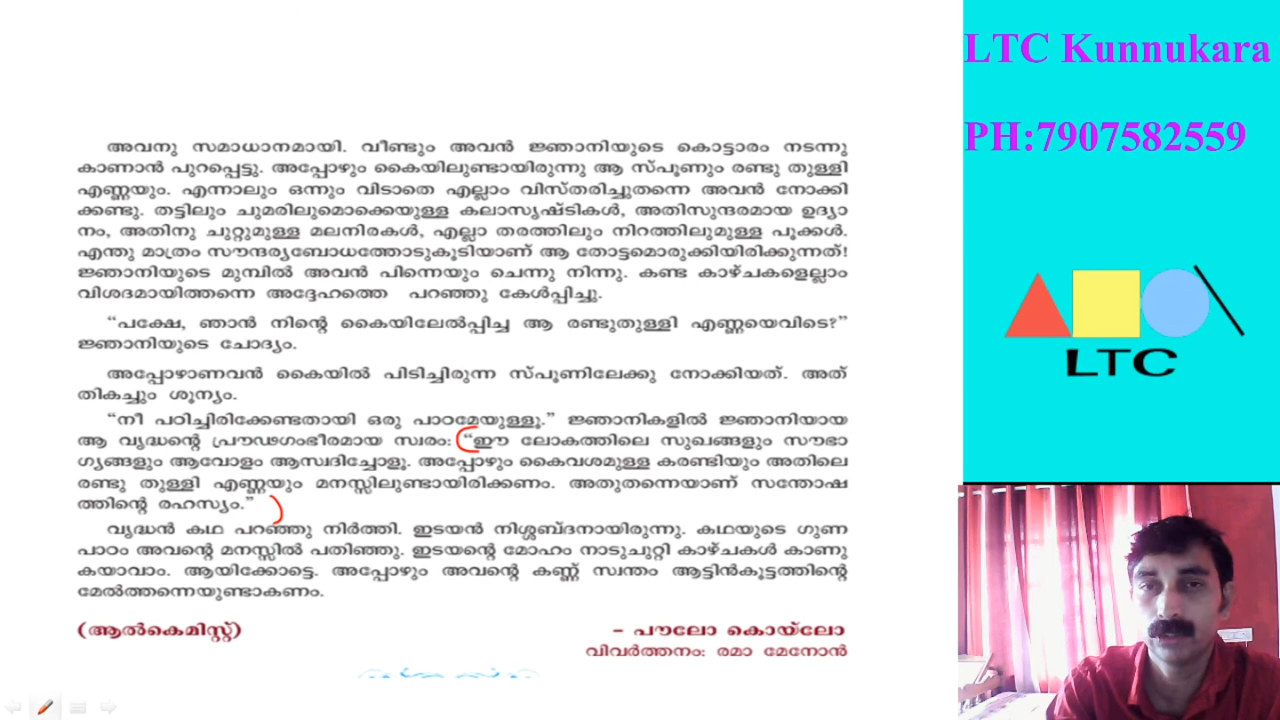 LTC Kunnukara
PH:7907582559
അവനു സമാധാനമായി. വീണ്ടും അവൻ ജ്ഞാനിയുടെ കൊട്ടാരം നടന്നു
കാണാൻ പുറപ്പെട്ടു. അപ്പോഴും കൈയിലുണ്ടായിരുന്നു ആ സ്പൂണും രണ്ടു തുള്ളി
എണ്ണയും. എന്നാലും ഒന്നും വിടാതെ എല്ലാം വിസ്തരിച്ചുതന്നെ അവൻ നോക്കി
ക്കണ്ടു. തട്ടിലും ചുമരിലുമൊക്കെയുള്ള കലാസൃഷ്ടികൾ, അതിസുന്ദരമായ ഉദ്യാ
നം, അതിനു ചുറ്റുമുള്ള മലനിരകൾ, എല്ലാ തരത്തിലും നിറത്തിലുമുള്ള പൂക്കൾ.
എന്തു മാത്രം സൗന്ദര്യബോധത്തോടുകൂടിയാണ് ആ തോട്ടമൊരുക്കിയിരിക്കുന്നത്!
ജ്ഞാനിയുടെ മുമ്പിൽ അവൻ പിന്നെയും ചെന്നു നിന്നു. കണ്ട കാഴ്ചകളെല്ലാം
വിശദമായിത്തന്നെ അദ്ദേഹത്തെ പറഞ്ഞു കേൾപ്പിച്ചു.
“പക്ഷേ, ഞാൻ നിന്റെ കൈയിലേൽപ്പിച്ച ആ രണ്ടുതുള്ളി എണ്ണയെവിടെ?”
ജ്ഞാനിയുടെ ചോദ്യം.
അപ്പോഴാണവൻ കൈയിൽ പിടിച്ചിരുന്ന സ്പൂണിലേക്കു നോക്കിയത്. അത്
തികച്ചും ശൂന്യം.
“നീ പഠിച്ചിരിക്കേണ്ടതായി ഒരു പാഠമേയുള്ളൂ.” ജ്ഞാനികളിൽ ജ്ഞാനിയായ
ആ വൃദ്ധന്റെ പ്രൗഢഗംഭീരമായ സ്വരം: “ഈ ലോകത്തിലെ സുഖങ്ങളും സൗഭാ
ഗ്യങ്ങളും ആവോളം ആസ്വദിച്ചോളൂ. അപ്പോഴും കൈവശമുള്ള കരണ്ടിയും അതിലെ
രണ്ടു തുള്ളി എണ്ണയും മനസ്സിലുണ്ടായിരിക്കണം. അതുതന്നെയാണ് സന്തോഷ
ത്തിന്റെ രഹസ്യം.”
വൃദ്ധൻ കഥ പറഞ്ഞു നിർത്തി. ഇടയൻ നിശ്ശബ്ദനായിരുന്നു. കഥയുടെ ഗുണ
പാഠം അവന്റെ മനസ്സിൽ പതിഞ്ഞു. ഇടയന്റെ മോഹം നാടുചുറ്റി കാഴ്ചകൾ കാണു
കയാവാം. ആയിക്കോട്ടെ. അപ്പോഴും അവന്റെ കണ്ണ് സ്വന്തം ആട്ടിൻകൂട്ടത്തിന്റെ
മേൽത്തന്നെയുണ്ടാകണം.
(ആൽകെമിസ്റ്റ്) – പൗലോ കൊയ്‌ലോ
വിവർത്തനം: രമാ മേനോൻ
LTC